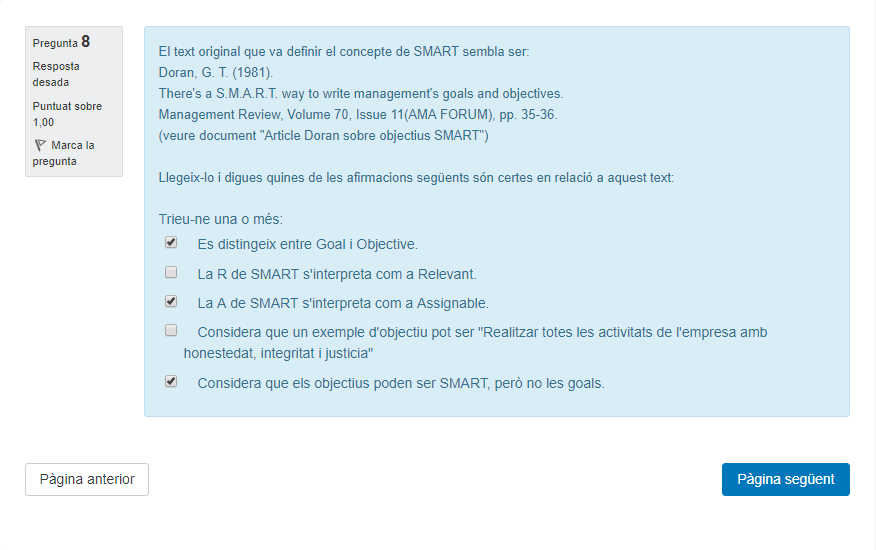 Pregunta 8
Resposta
desada
Puntuat sobre
1,00
Marca la
pregunta
El text original que va definir el concepte de SMART sembla ser:
Doran, G. T. (1981).
There's a S.M.A.R.T. way to write management's goals and objectives.
Management Review, Volume 70, Issue 11(AMA FORUM), pp. 35-36.
(veure document "Article Doran sobre objectius SMART")
Llegeix-lo i digues quines de les afirmacions següents són certes en relació a aquest text:
Trieu-ne una o més:
Es distingeix entre Goal i Objective.
La R de SMART s'interpreta com a Relevant.
La A de SMART s'interpreta com a Assignable.
Considera que un exemple d'objectiu pot ser "Realitzar totes les activitats de l'empresa amb
honestedat, integritat i justicia"
Considera que els objectius poden ser SMART, però no les goals.
Pàgina anterior
Pàgina següent